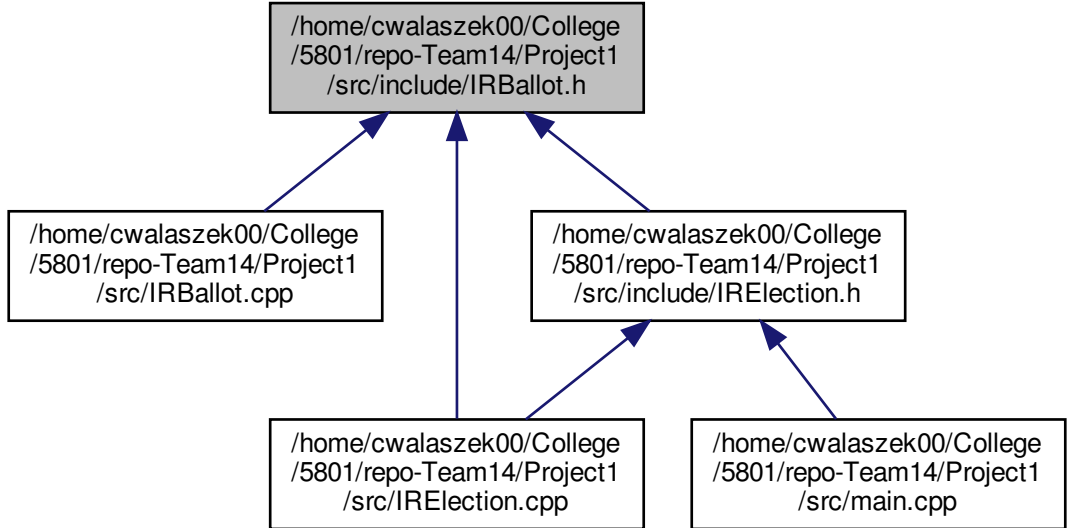 /home/cwalaszek00/College
/5801/repo-Team14/Project1
/src/include/IRBallot.h
/home/cwalaszek00/College
/5801/repo-Team14/Project1
/src/IRBallot.cpp
/home/cwalaszek00/College
/5801/repo-Team14/Project1
/src/include/IRElection.h
/home/cwalaszek00/College
/5801/repo-Team14/Project1
/src/IRElection.cpp
/home/cwalaszek00/College
/5801/repo-Team14/Project1
/src/main.cpp